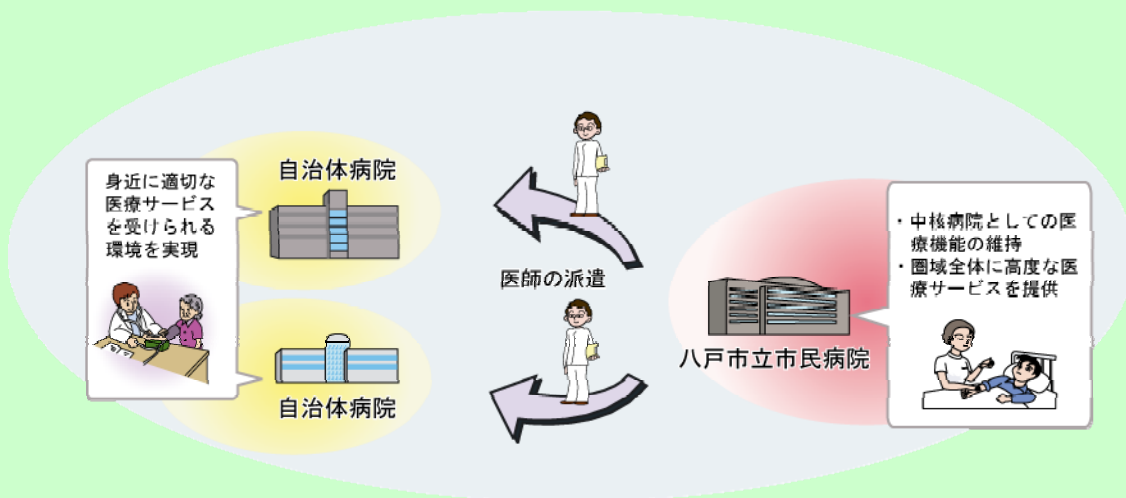 身近に適切な
医療サービス
を受けられる
環境を実現
自治体病院
自治体病院
医師の派遣
八戸市立市民病院
・中核病院としての医
療機能の維持
・圏域全体に高度な医
療サービスを提供